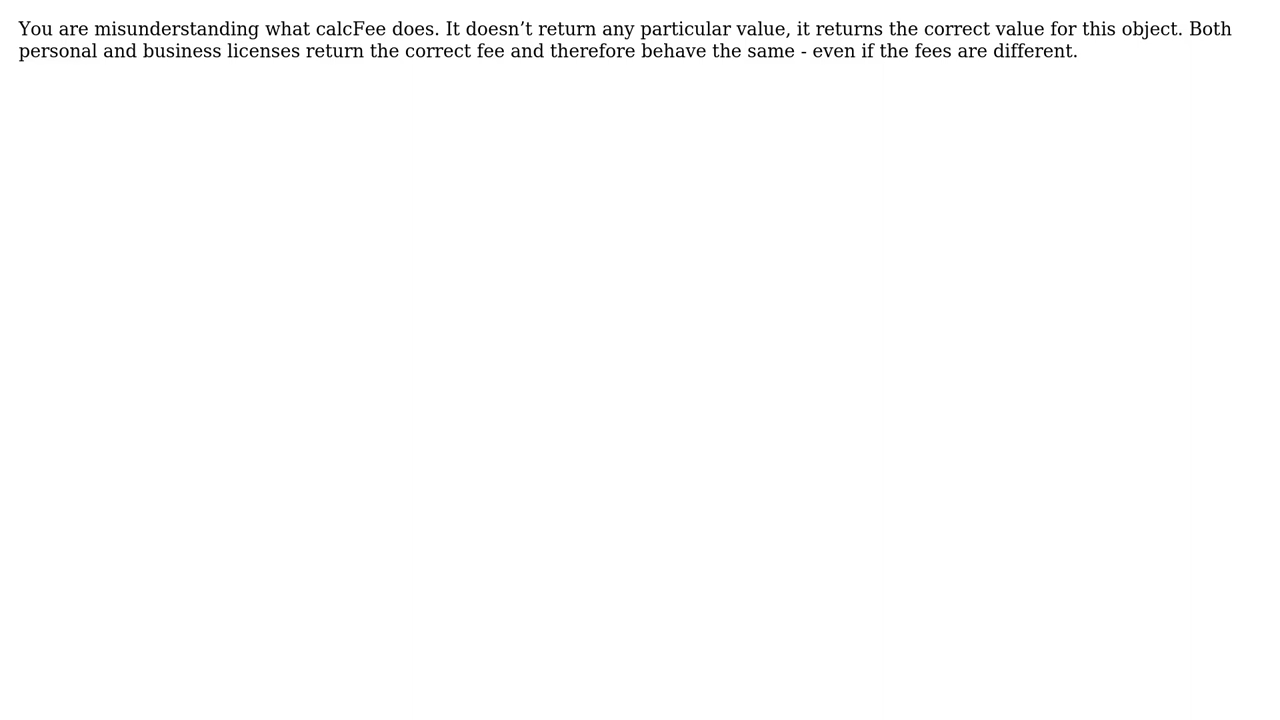 You are misunderstanding what calcFee does. It doesn’t return any particular value, it returns the correct value for this object. Both
personal and business licenses return the correct fee and therefore behave the same - even if the fees are different.